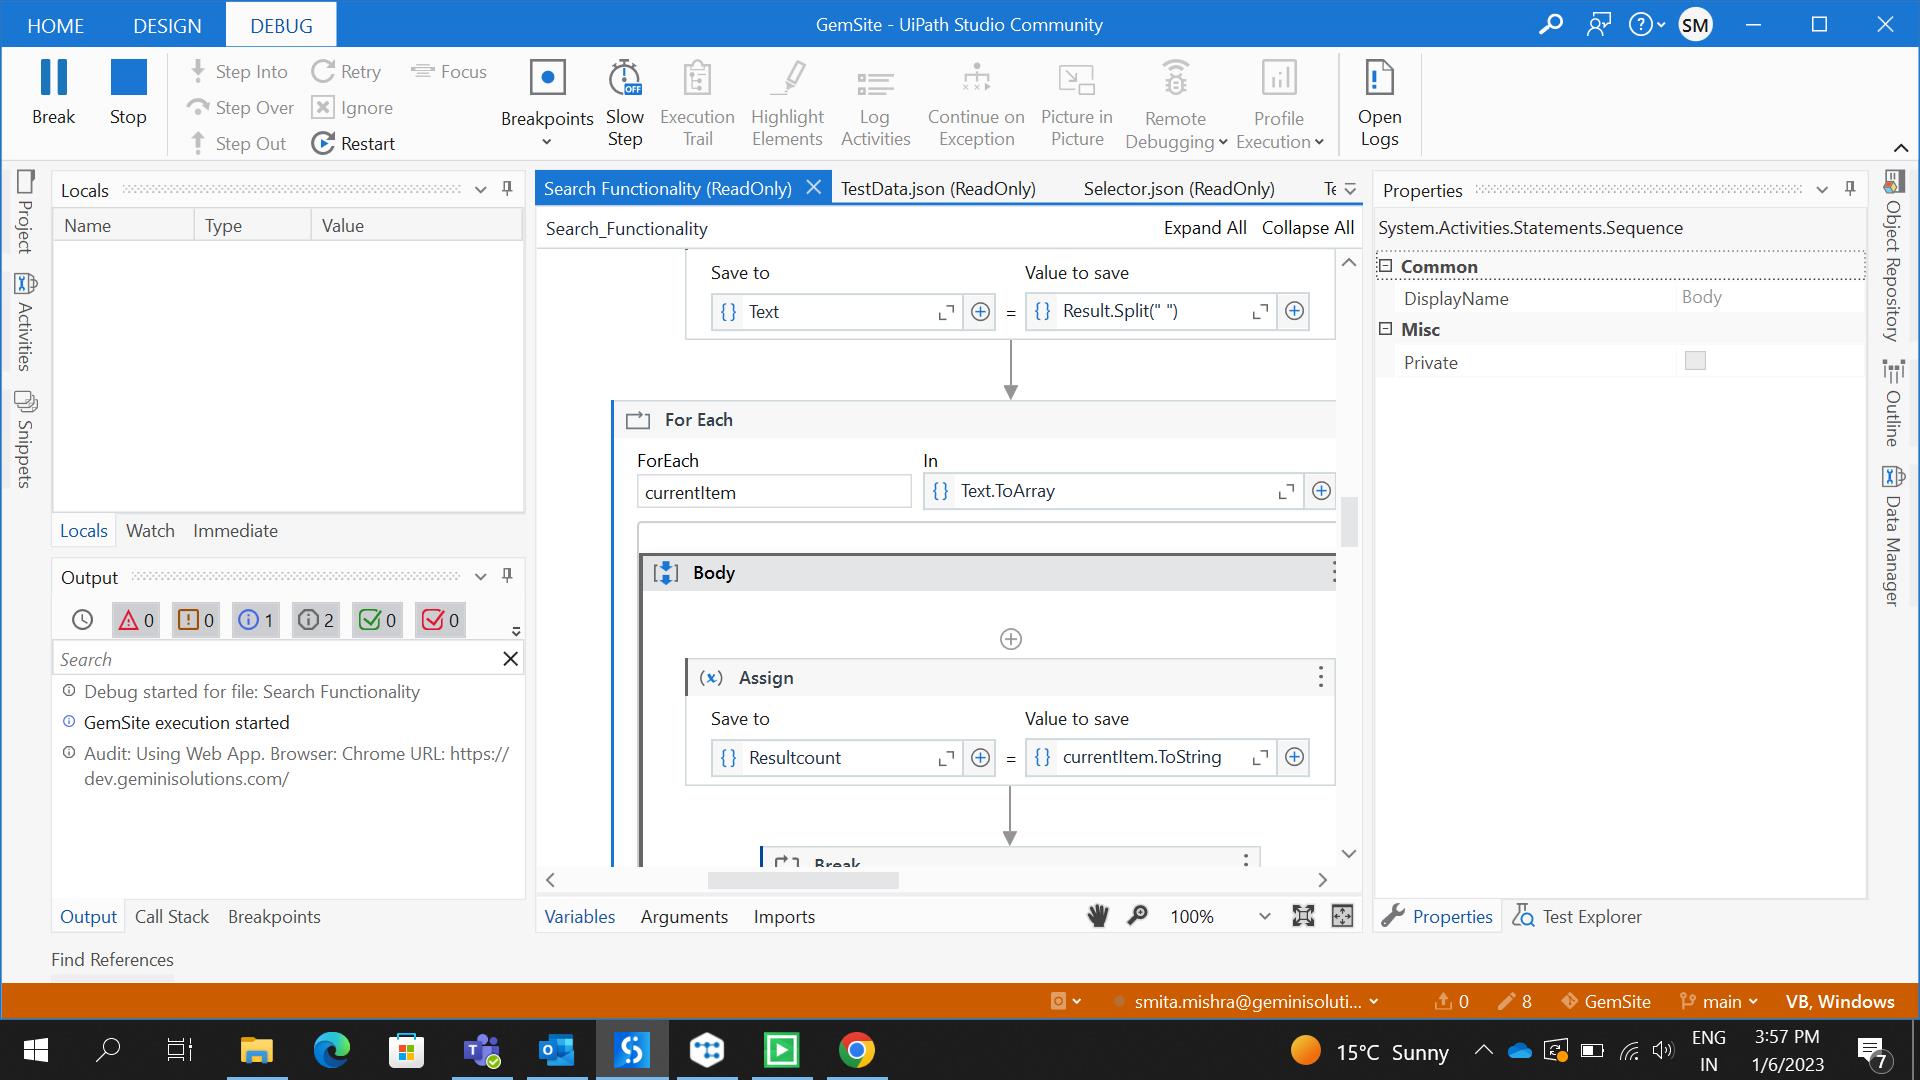 HOME DESIGN DEBUG
GemSite - UiPath Studio Community
SM
Break
Stop
Step Into
Step Over
Step Out
Retry
Ignore
Restart
Focus
Breakpoints
Slow
Step
OFF
Execution
Trail
Highlight
Elements
Log
Activities
Continue on
Exception
Picture in
Picture
Remote
Debugging
Profile
Execution
Open
Logs
Project
Activities
Snippets
Locals
Name Type Value
Locals Watch Immediate
Output
0 0 1 2 0 0
Search
Debug started for file: Search Functionality
GemSite execution started
Audit: Using Web App. Browser: Chrome URL: https://
dev.geminisolutions.com/
Output Call Stack Breakpoints
Find References
Search Functionality (ReadOnly) TestData.json (ReadOnly) Selector.json (ReadOnly) Te
Search_Functionality Expand All Collapse All
Save to Value to save
{} Text = {} Result.Split(" ")
For Each
ForEach In
currentItem {} Text.ToArray
Body
(x) Assign
Save to Value to save
{} Resultcount = {} currentItem.ToString
Break
Variables Arguments Imports 100%
Properties
System.Activities.Statements.Sequence
Common
DisplayName Body
Misc
Private
Properties Test Explorer
Object Repository
Outline
Data Manager
smita.mishra@geminisoluti... 0 8 GemSite main VB, Windows
15°C Sunny
ENG
IN
3:57 PM
1/6/2023
7